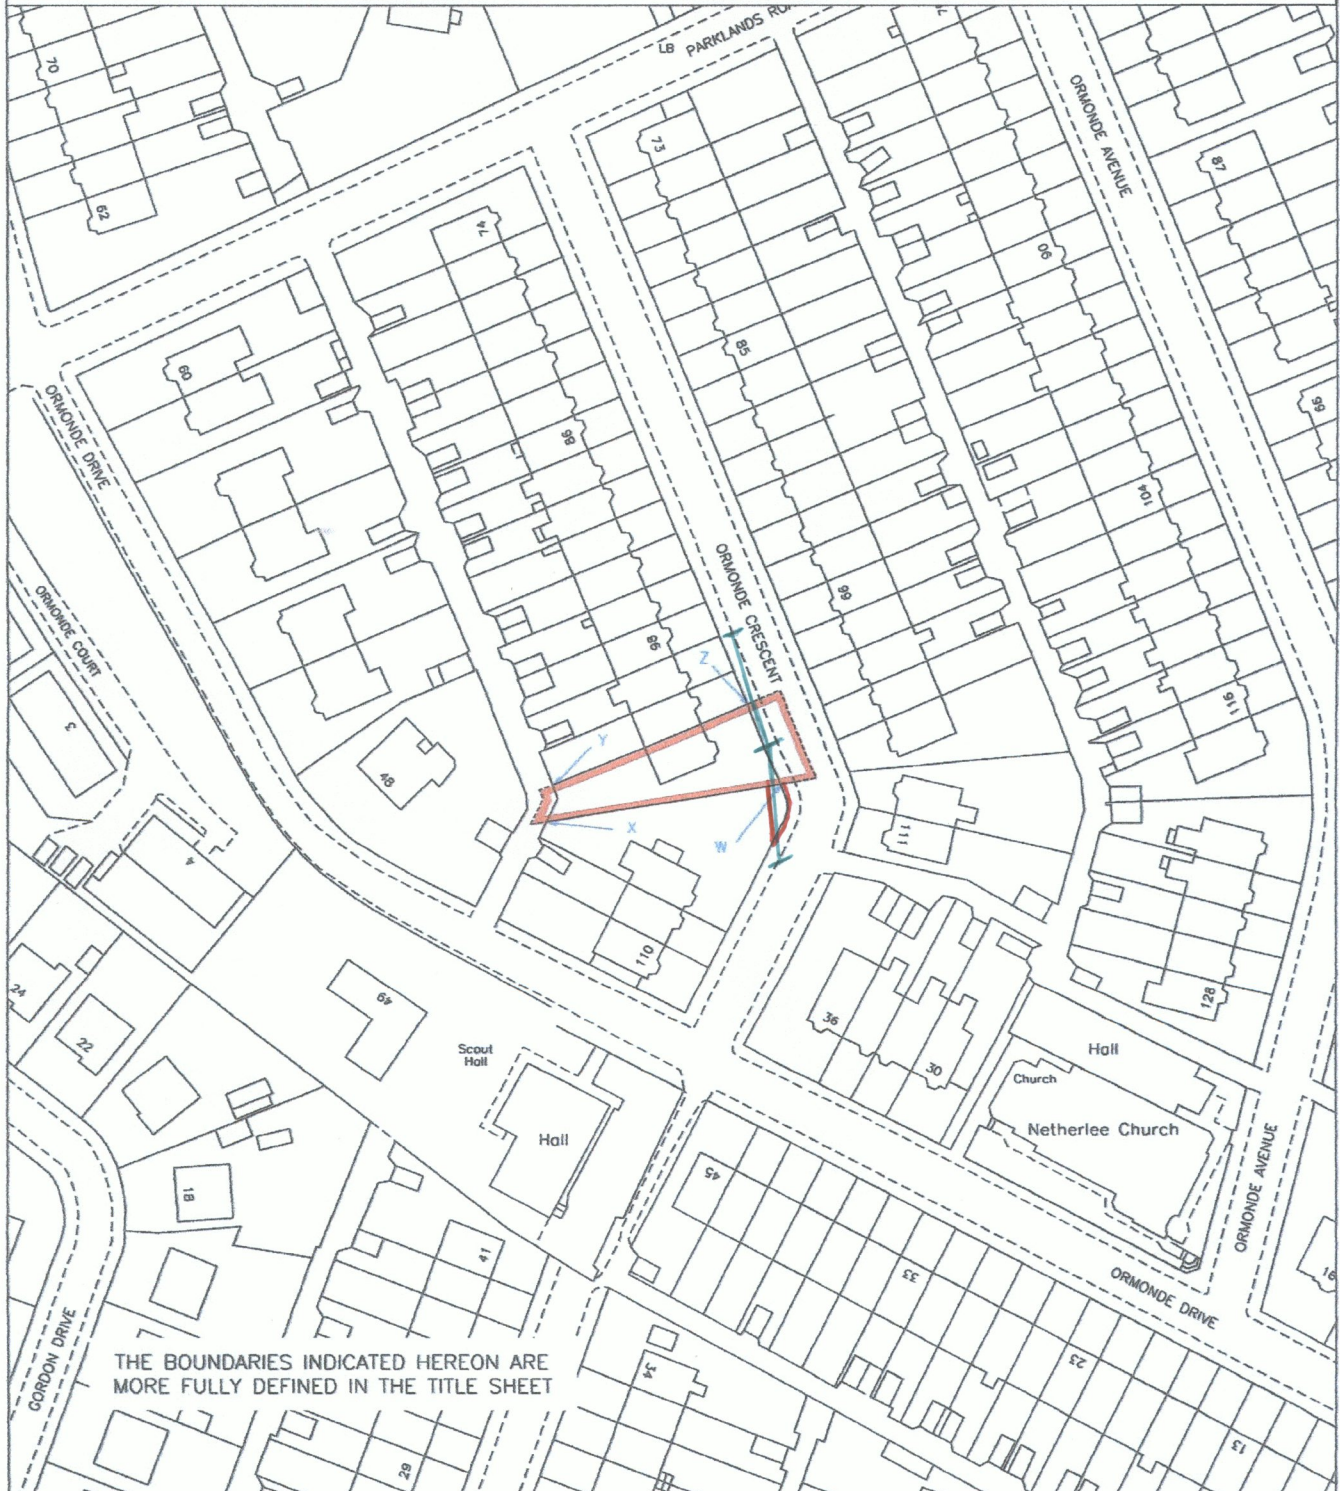 LB PARKLANDS
70
62
73
74
ORMONDE AVENUE
87
90
60
85
ORMONDE DRIVE
99
86
104
ORMONDE CRESCENT
ORMONDE COURT
99
98
Z
116
3
Y
48
X
W
111
4
110
24
49
128
22
36
Scout
Hall
30
Hall
Church
Netherlee Church
Hall
45
18
41
33
ORMONDE AVENUE
16
ORMONDE DRIVE
GORDON DRIVE
THE BOUNDARIES INDICATED HEREON ARE
MORE FULLY DEFINED IN THE TITLE SHEET
34
23
13
29